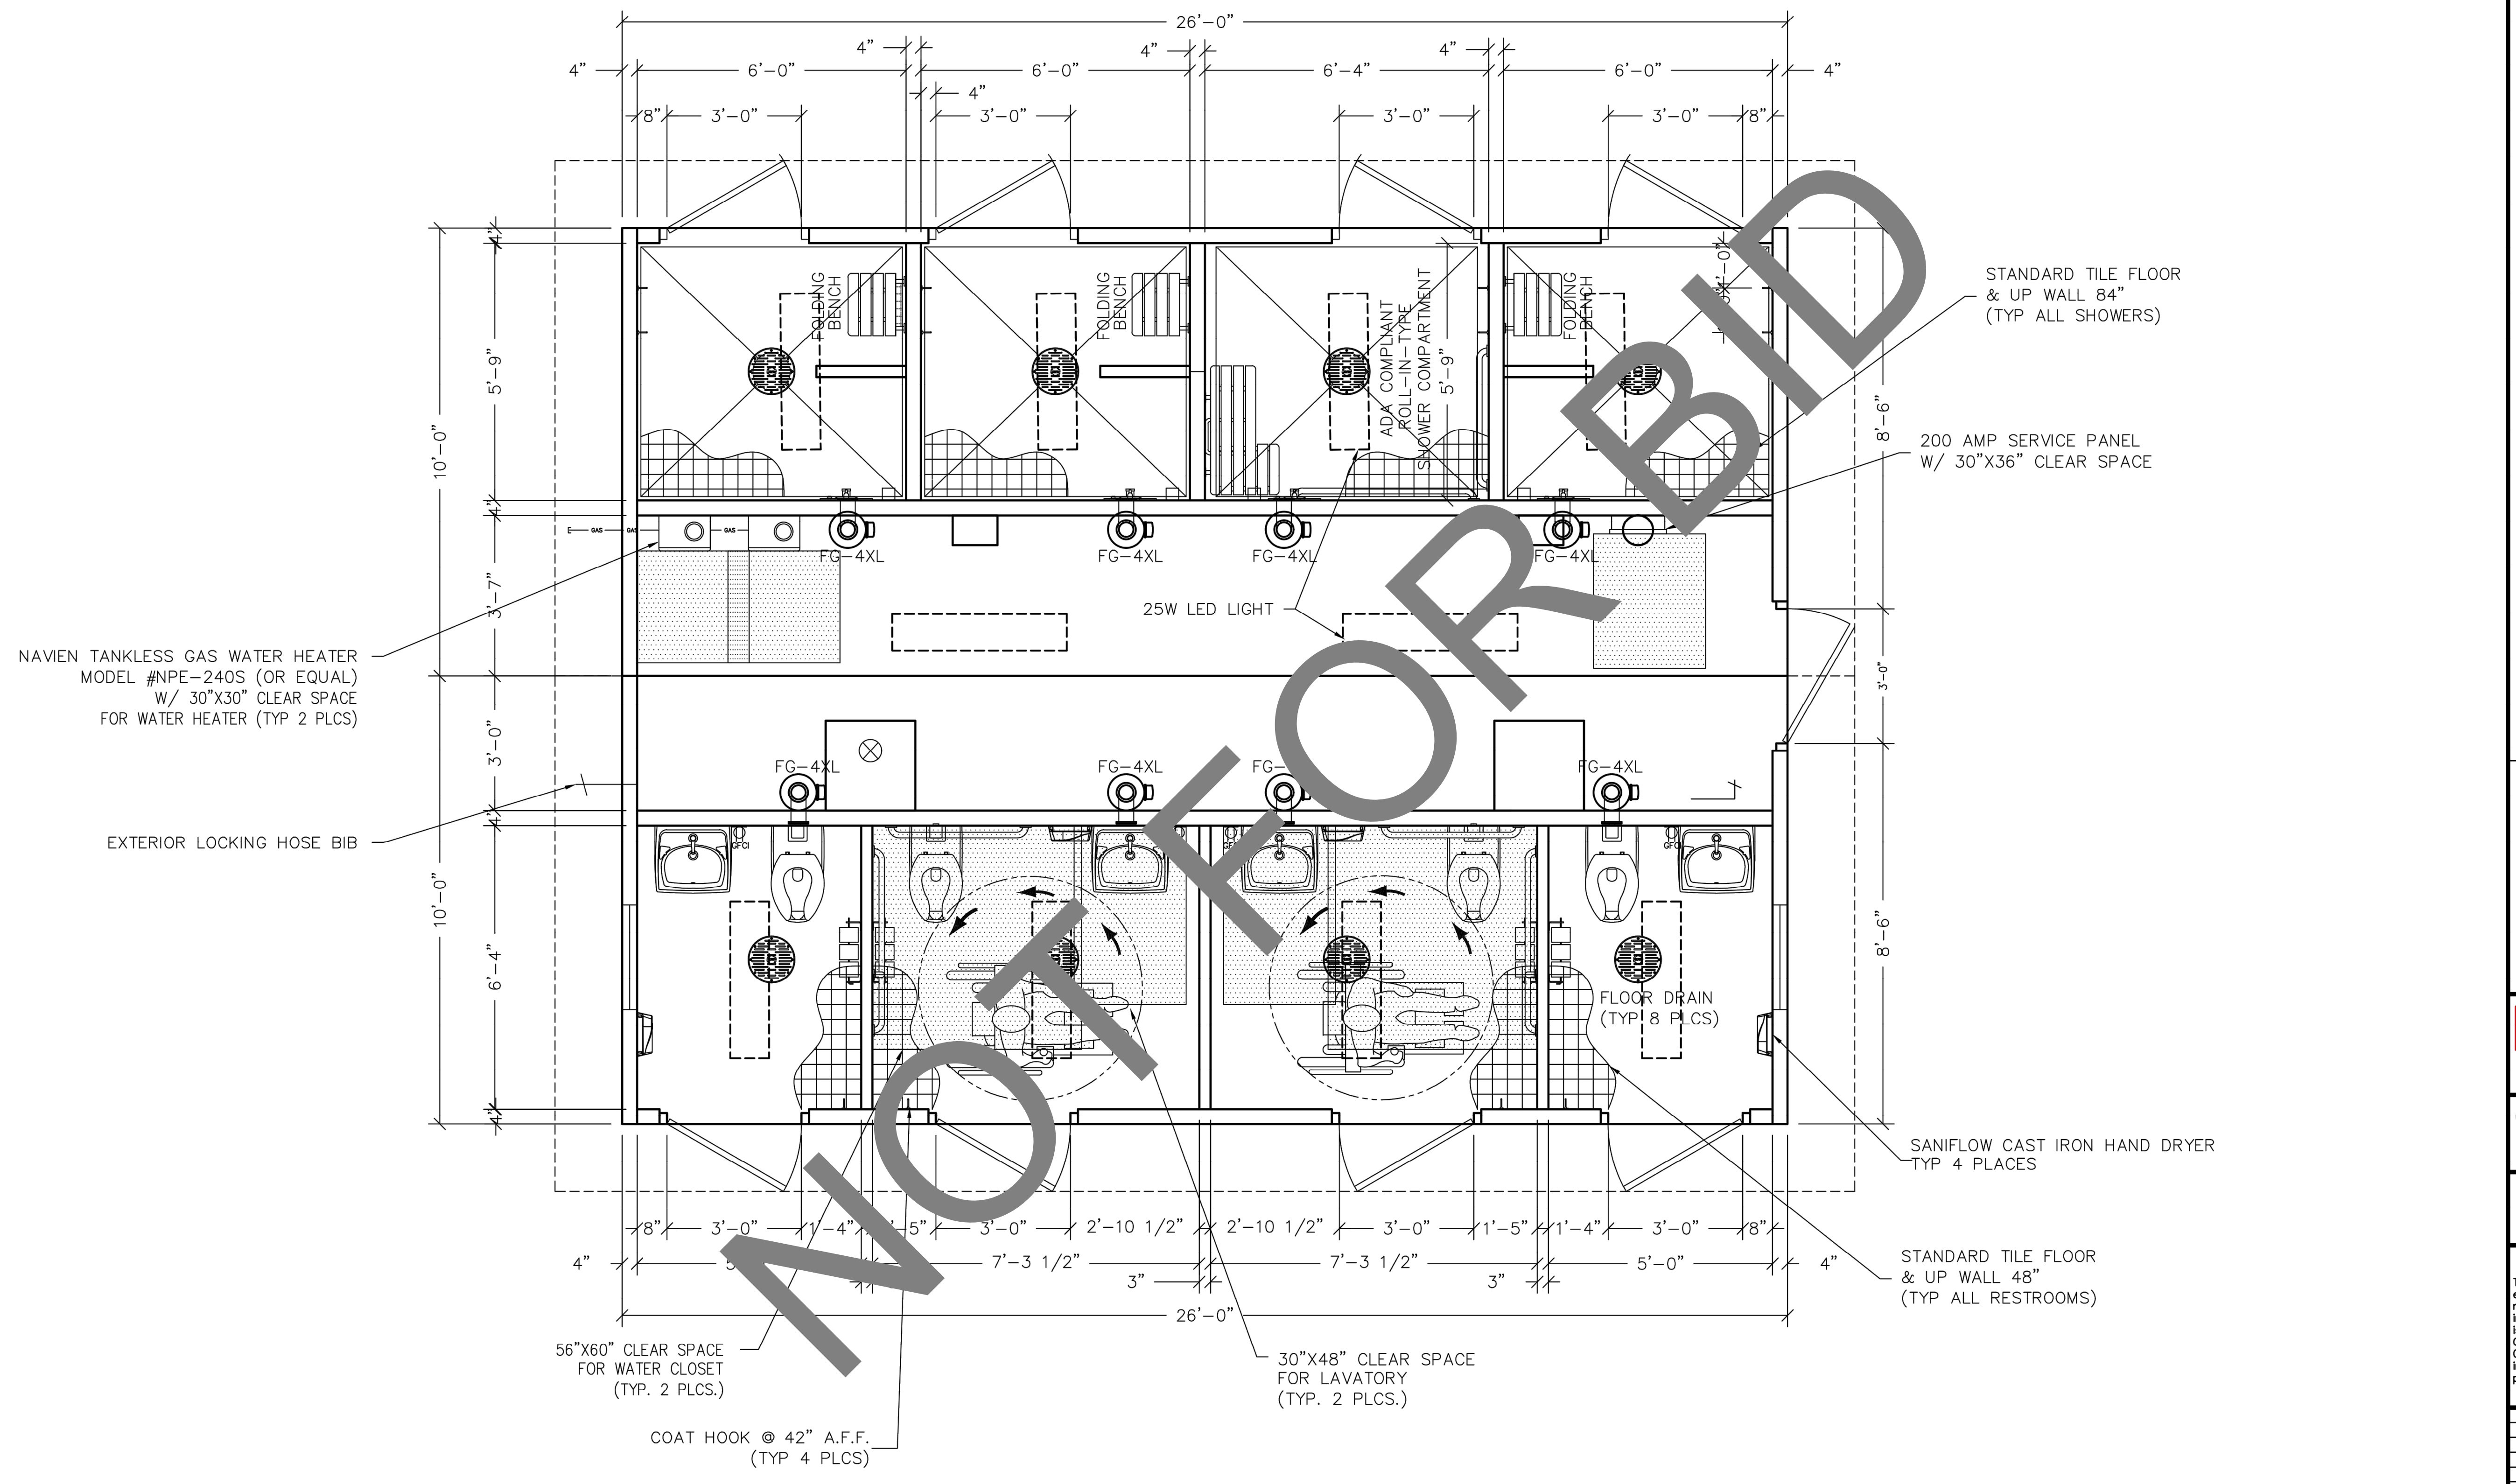 26'-0"
4"
4"
4"
4"
6'-0"
6'-0"
6'-4"
6'-0"
4"
4"
8"
3'-0"
3'-0"
3'-0"
3'-0"
8"
4"
5'-9"
10'-0"
4"
3'-7"
3'-0"
4"
10'-0"
6'-4"
4"
FOLDING
BENCH
FOLDING
BENCH
ADA COMPLIANT
ROLL-IN-TYPE
SHOWER COMPARTMENT
5'-9"
FOLDING
BENCH
8'-6"
3'-0"
8'-6"
STANDARD TILE FLOOR
& UP WALL 84"
(TYP ALL SHOWERS)
200 AMP SERVICE PANEL
W/ 30"X36" CLEAR SPACE
GAS
GAS
GAS
FG-4XL
FG-4XL
FG-4XL
FG-4XL
25W LED LIGHT
NAVIEN TANKLESS GAS WATER HEATER
MODEL #NPE-240S (OR EQUAL)
W/ 30"X30" CLEAR SPACE
FOR WATER HEATER (TYP 2 PLCS)
EXTERIOR LOCKING HOSE BIB
FG-4XL
FG-4XL
FG-4XL
GFCI
GFCI
FLOOR DRAIN
(TYP 8 PLCS)
NOT FOR BID
SANIFLOW CAST IRON HAND DRYER
TYP 4 PLACES
8"
3'-0"
1'-4"
3'-0"
2'-10 1/2"
2'-10 1/2"
3'-0"
1'-5"
1'-4"
3'-0"
8"
4"
7'-3 1/2"
7'-3 1/2"
5'-0"
4"
3"
3"
26'-0"
STANDARD TILE FLOOR
& UP WALL 48"
(TYP ALL RESTROOMS)
56"X60" CLEAR SPACE
FOR WATER CLOSET
(TYP. 2 PLCS.)
30"X48" CLEAR SPACE
FOR LAVATORY
(TYP. 2 PLCS.)
COAT HOOK @ 42" A.F.F.
(TYP 4 PLCS)